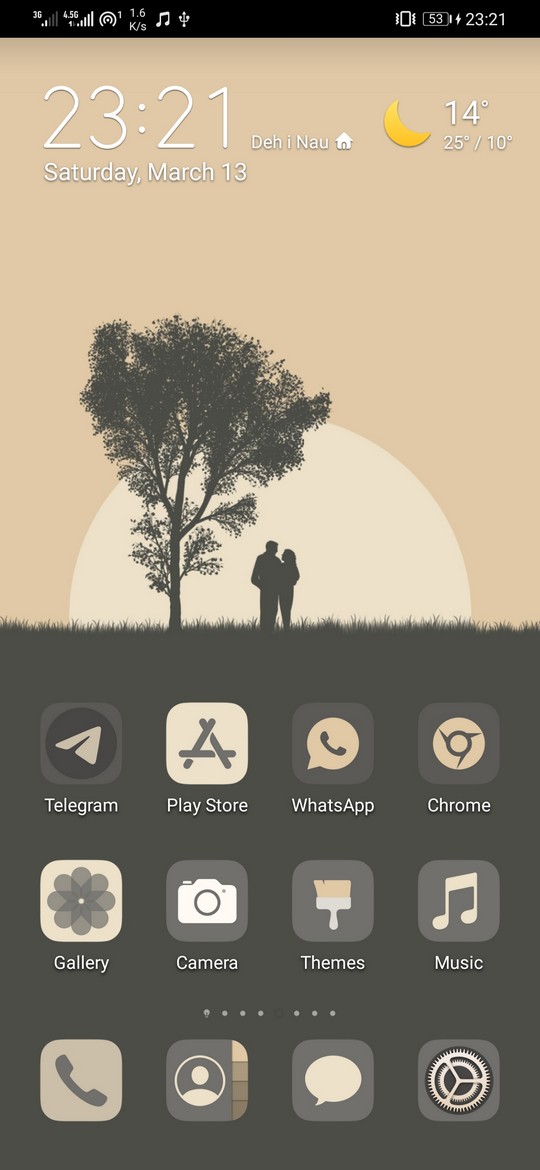 3G 4.5G 1 1.6 K/s 53 23:21
23:21 Deh i Nau 14°
25° / 10°
Saturday, March 13
Telegram Play Store WhatsApp Chrome
Gallery Camera Themes Music